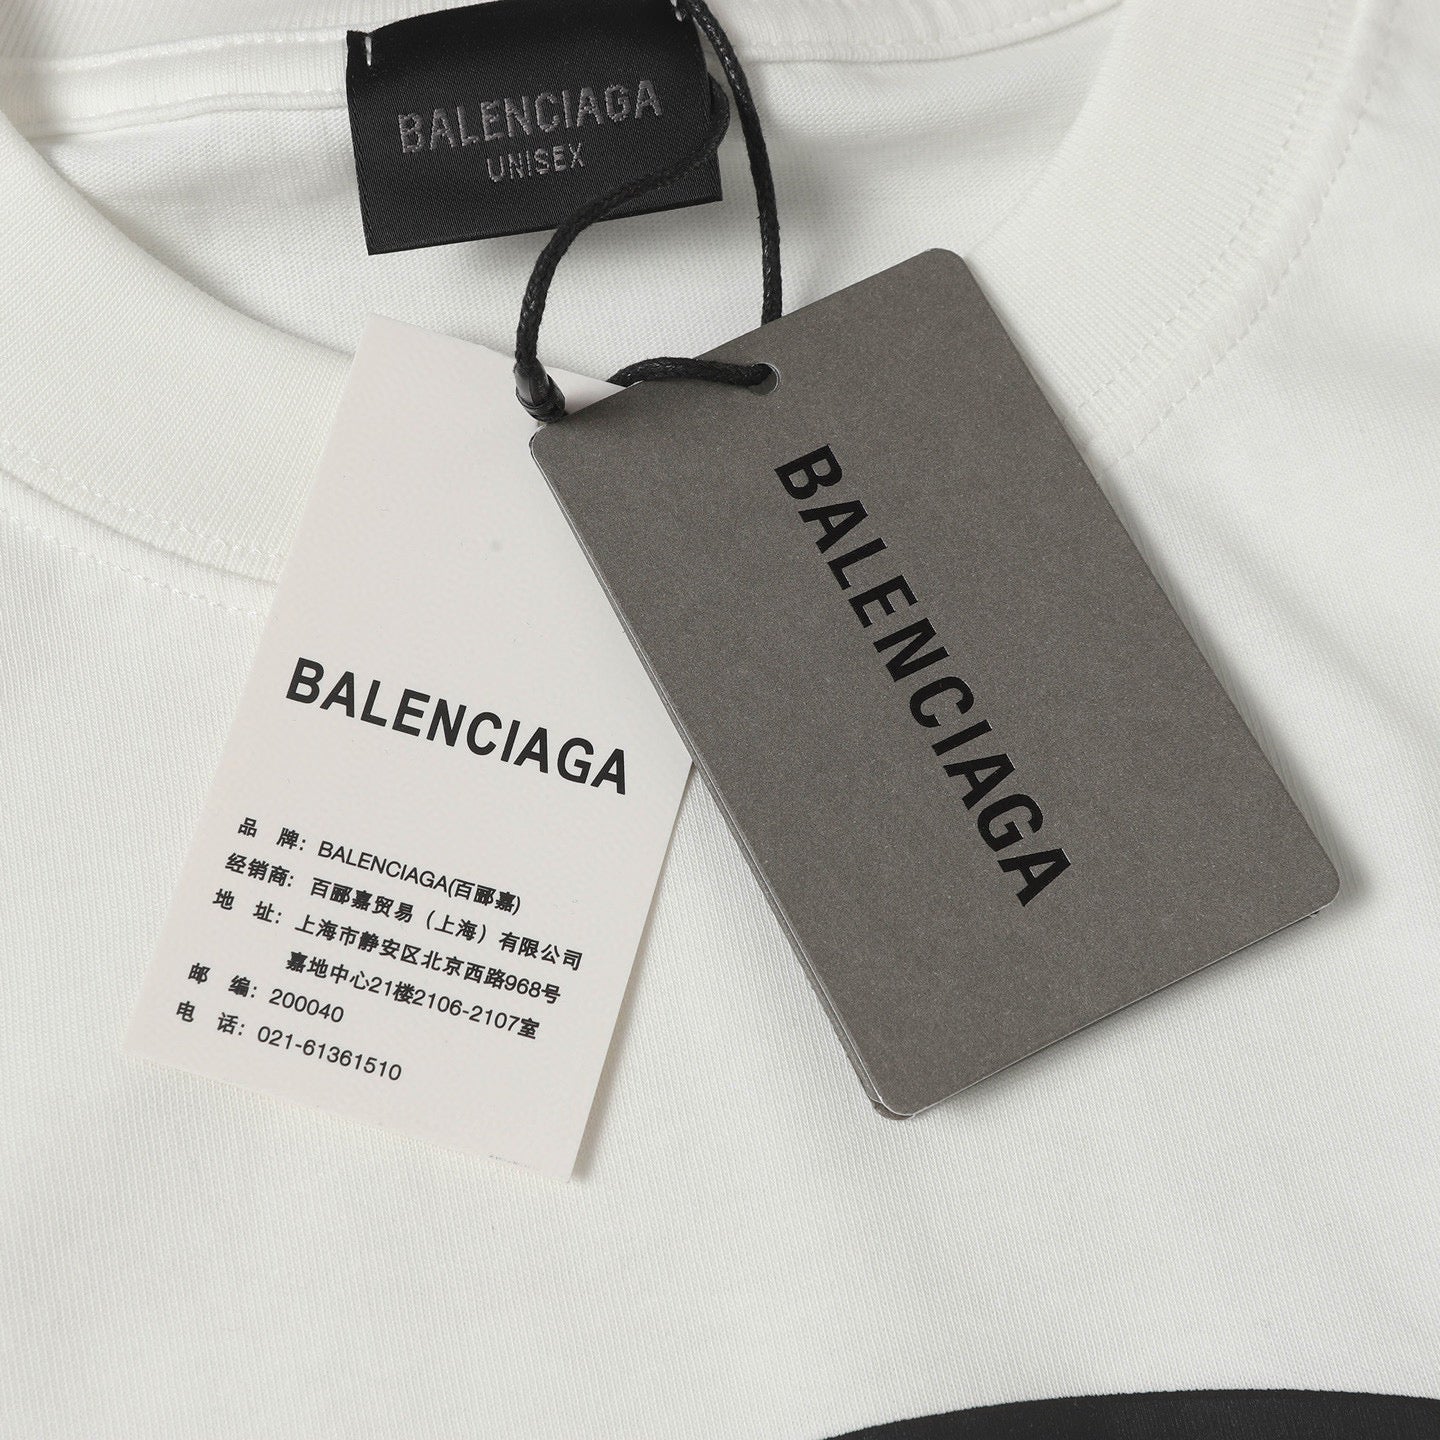 BALENCIAGA
UNISEX
BALENCIAGA
BALENCIAGA
品 牌: BALENCIAGA(百郦嘉)
经销商: 百郦嘉贸易（上海）有限公司
地 址: 上海市静安区北京西路968号
嘉地中心21楼2106-2107室
邮 编: 200040
电 话: 021-61361510